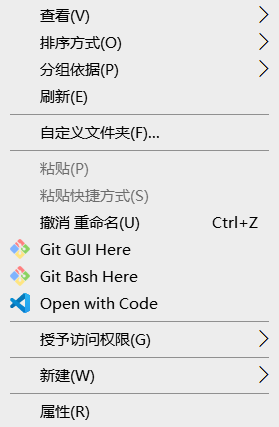 查看(V)
排序方式(O)
分组依据(P)
刷新(E)
自定义文件夹(F)...
粘贴(P)
粘贴快捷方式(S)
撤消 重命名(U) Ctrl+Z
Git GUI Here
Git Bash Here
Open with Code
授予访问权限(G)
新建(W)
属性(R)